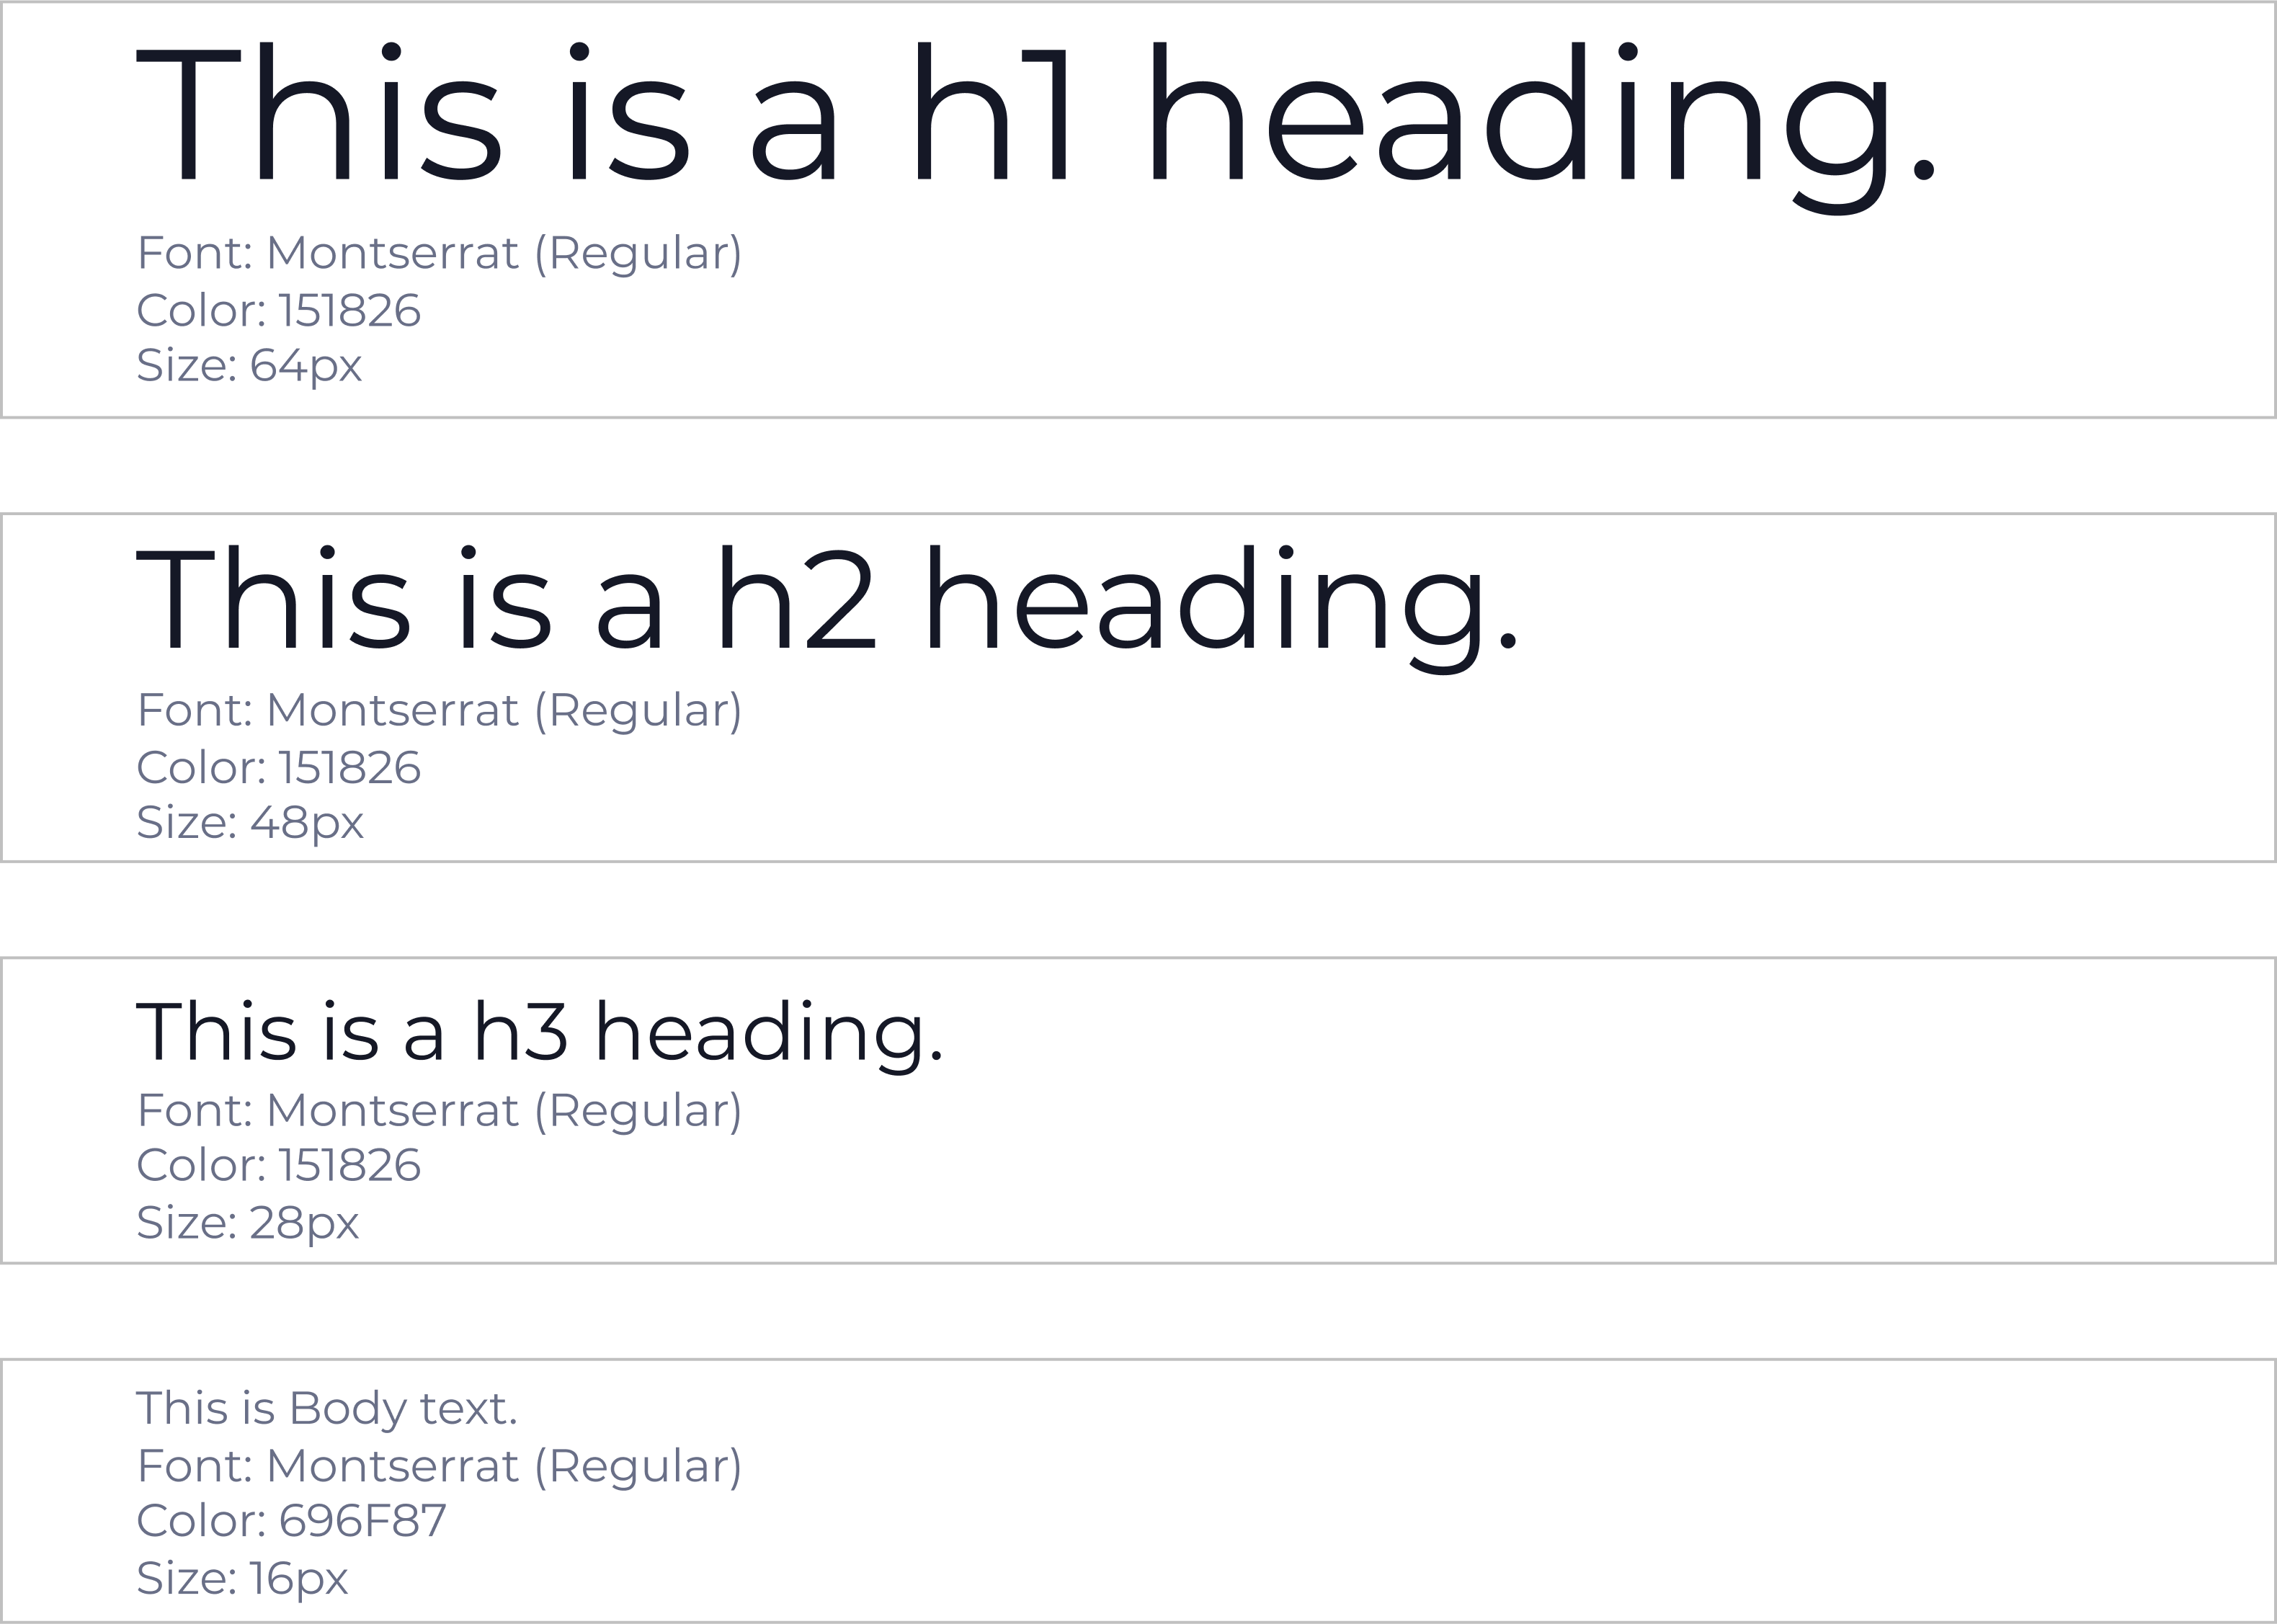 This is a h1 heading.
Font: Montserrat (Regular)
Color: 151826
Size: 64px
This is a h2 heading.
Font: Montserrat (Regular)
Color: 151826
Size: 48px
This is a h3 heading.
Font: Montserrat (Regular)
Color: 151826
Size: 28px
This is Body text.
Font: Montserrat (Regular)
Color: 696F87
Size: 16px